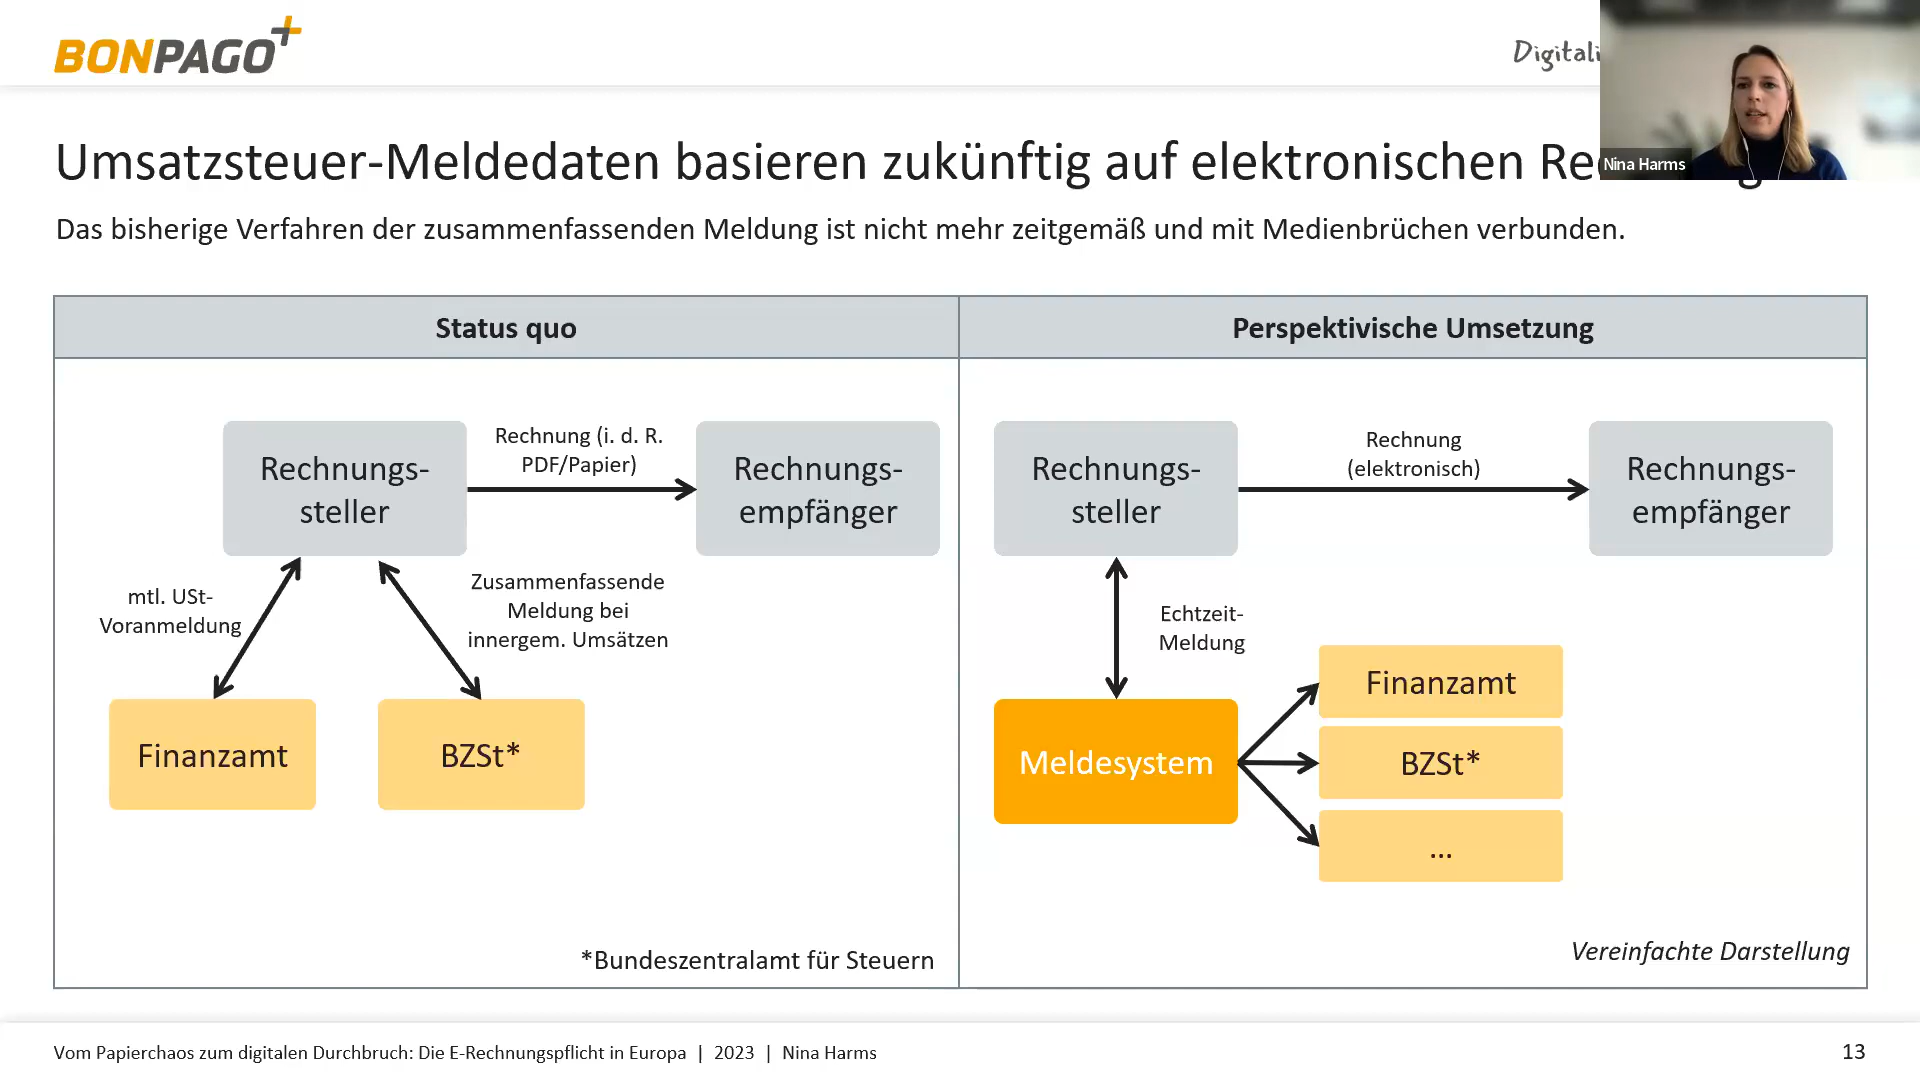 BONPAGO
Nina Harms
Umsatzsteuer-Meldedaten basieren zukünftig auf elektronischen
Das bisherige Verfahren der zusammenfassenden Meldung ist nicht mehr zeitgemäß und mit Medienbrüchen verbunden.
Status quo
Rechnungs-
steller
Rechnung (i. d. R.
PDF/Papier)
Rechnungs-
empfänger
mtl. USt-
Voranmeldung
Zusammenfassende
Meldung bei
innergem. Umsätzen
Finanzamt
BZSt*
*Bundeszentralamt für Steuern
Perspektivische Umsetzung
Rechnungs-
steller
Rechnung
(elektronisch)
Rechnungs-
empfänger
Echtzeit-
Meldung
Meldesystem
Finanzamt
BZSt*
...
Vereinfachte Darstellung
Vom Papierchaos zum digitalen Durchbruch: Die E-Rechnungspflicht in Europa | 2023 | Nina Harms
13